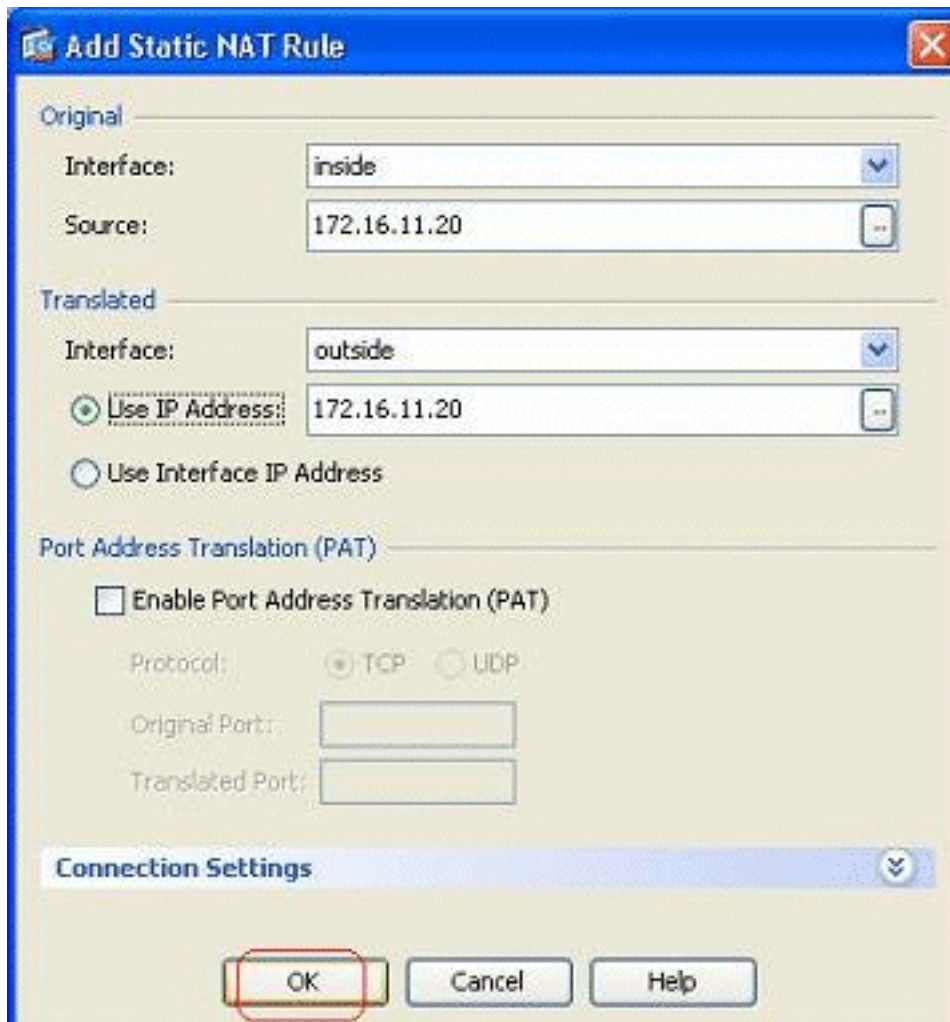 Add Static NAT Rule
Original
Interface: inside
Source: 172.16.11.20
Translated
Interface: outside
Use IP Address: 172.16.11.20
Use Interface IP Address
Port Address Translation (PAT)
Enable Port Address Translation (PAT)
Protocol: TCP UDP
Original Port:
Translated Port:
Connection Settings
OK Cancel Help